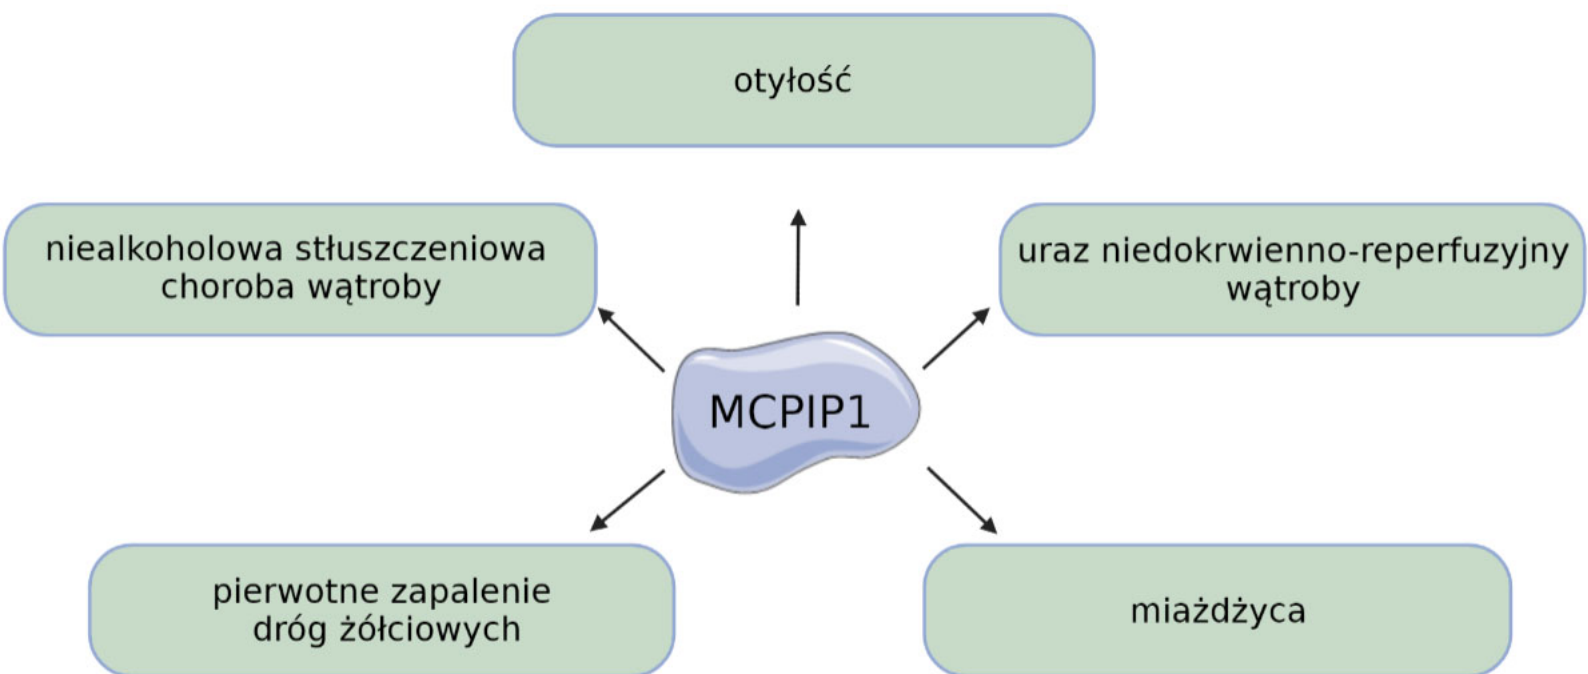 otyłość
niealkoholowa stłuszczeniowa
choroba wątroby
uraz niedokrwienno-reperfuzyjny
wątroby
MCPIP1
pierwotne zapalenie
dróg żółciowych
miażdżyca